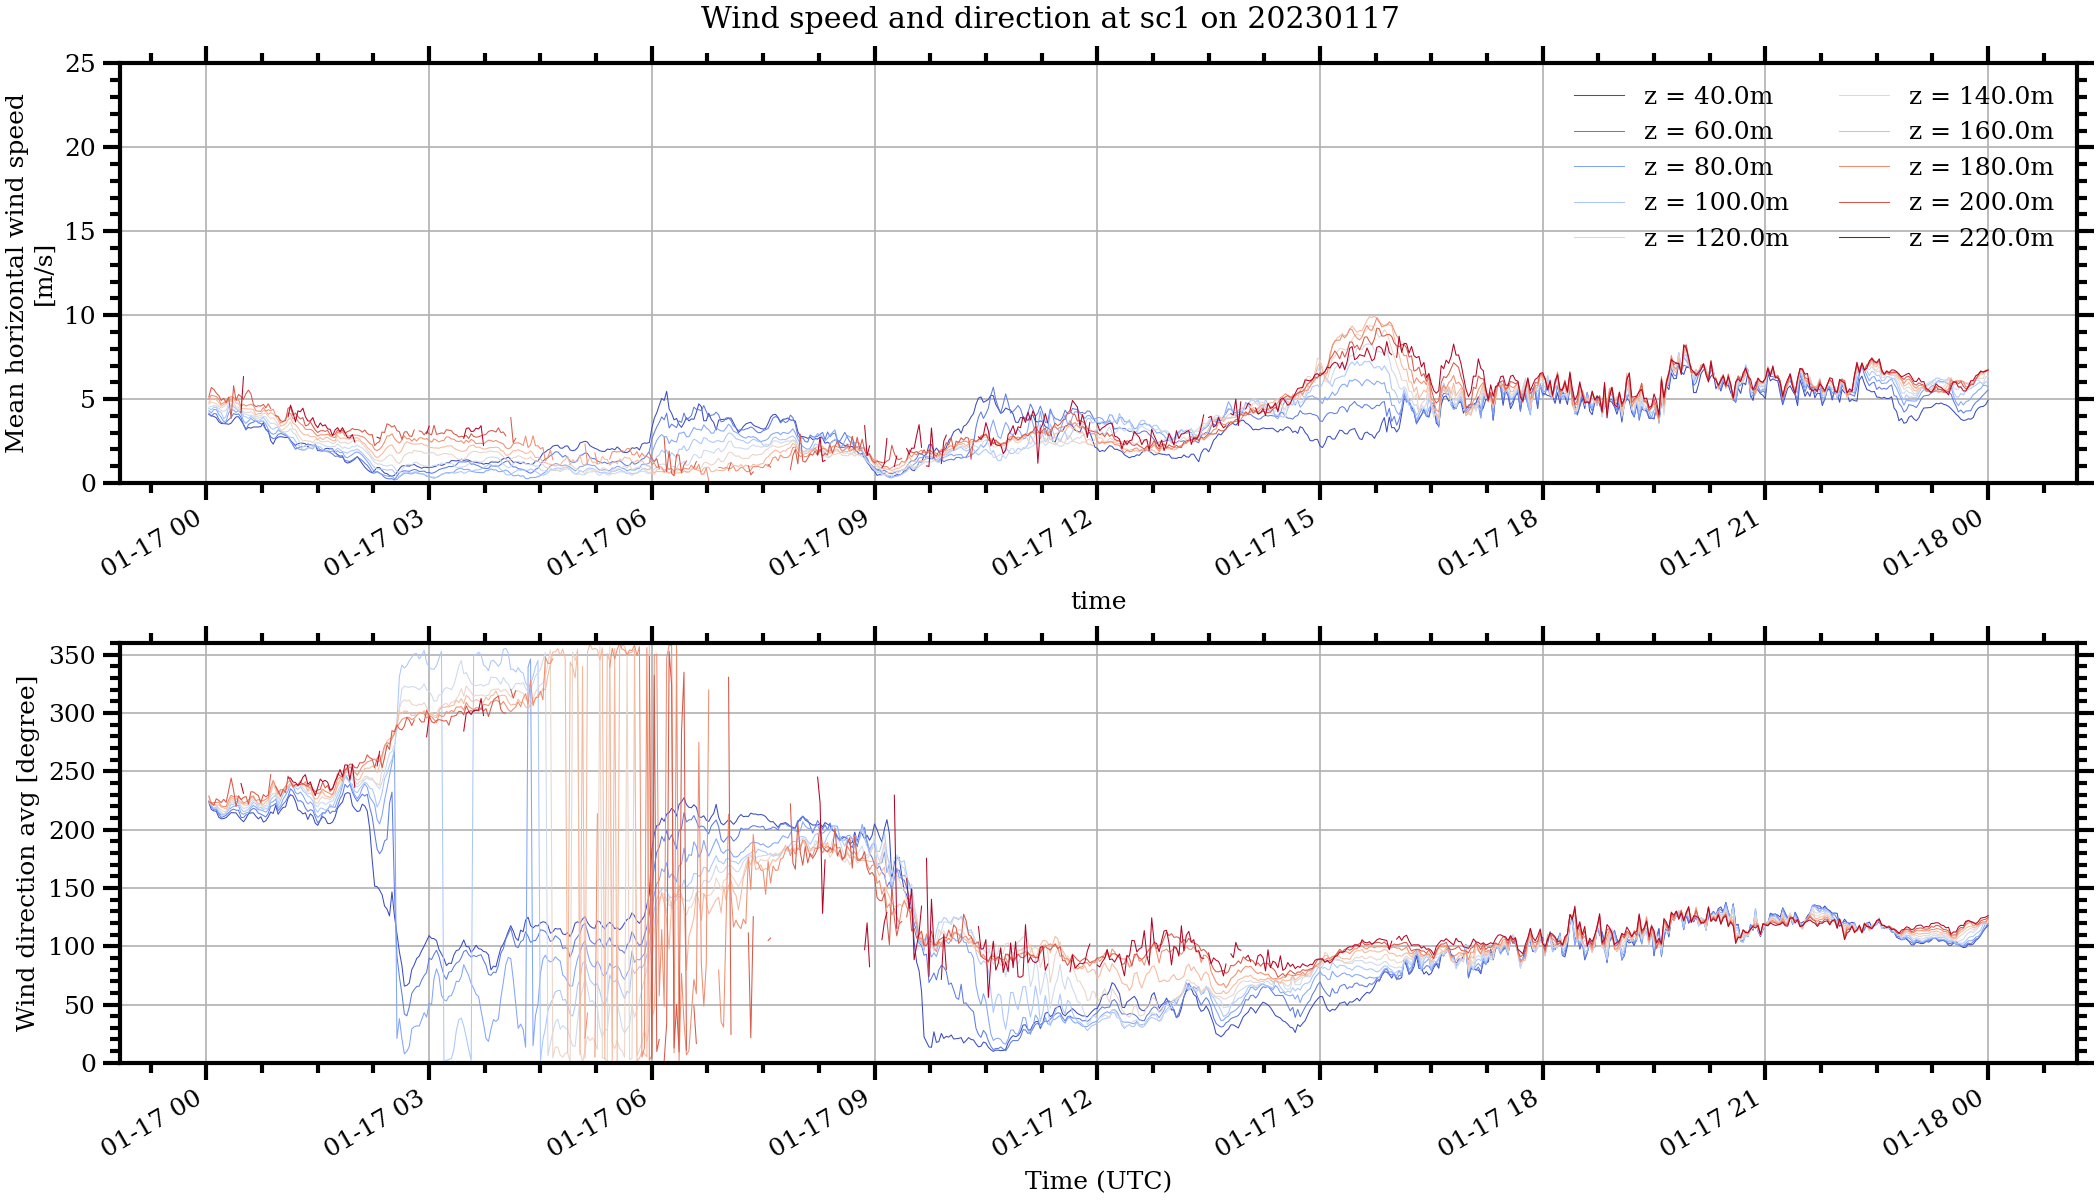 Wind speed and direction at sc1 on 20230117
Mean horizontal wind speed
[m/s]
25
20
15
10
5
0
z = 40.0m
z = 60.0m
z = 80.0m
z = 100.0m
z = 120.0m
z = 140.0m
z = 160.0m
z = 180.0m
z = 200.0m
z = 220.0m
01-17 00
01-17 03
01-17 06
01-17 09
01-17 12
01-17 15
01-17 18
01-17 21
01-18 00
time
Wind direction avg [degree]
350
300
250
200
150
100
50
0
01-17 00
01-17 03
01-17 06
01-17 09
01-17 12
01-17 15
01-17 18
01-17 21
01-18 00
Time (UTC)